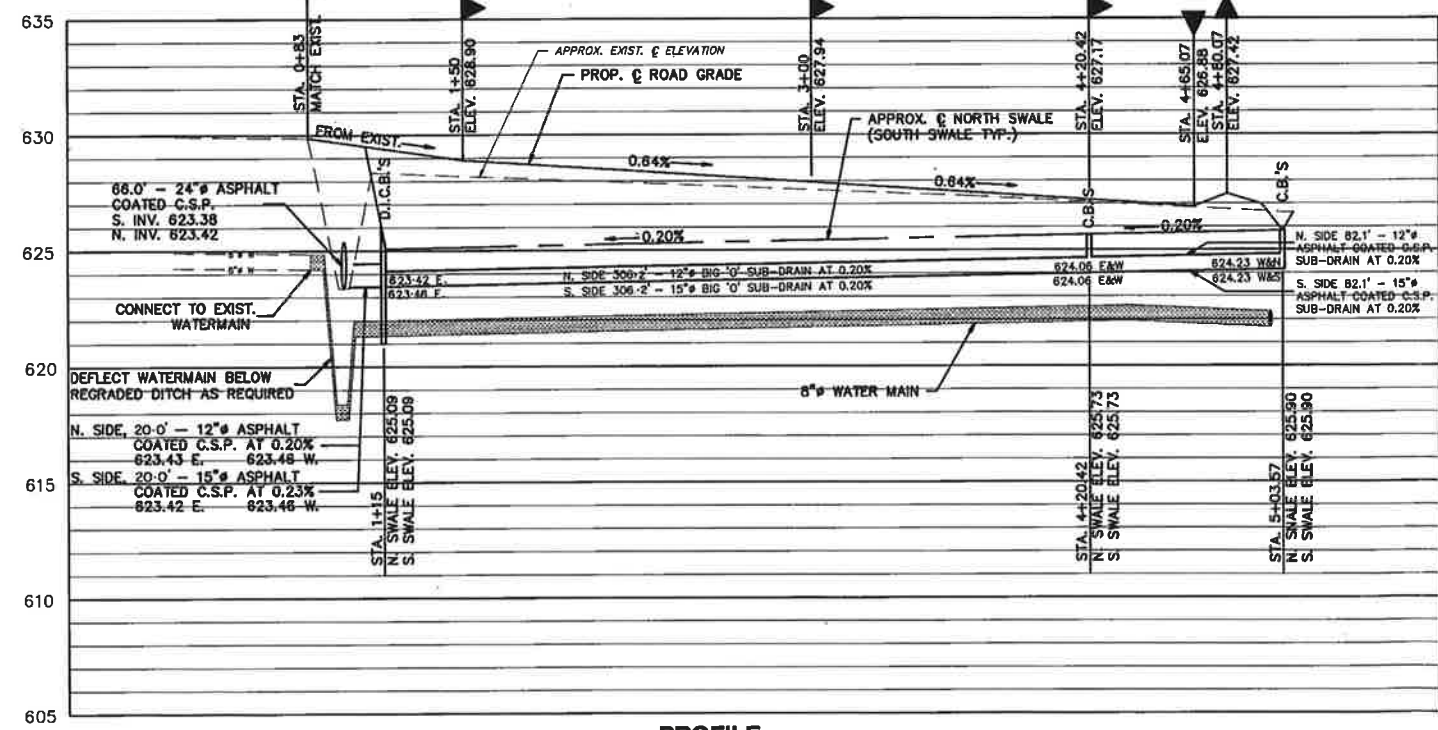 635
630
625
620
615
610
605
STA. 0+83
MATCH EXIST.
STA. 1+50
ELEV. 628.90
APPROX. EXIST. ℄ ELEVATION
PROP. ℄ ROAD GRADE
STA. 3+00
ELEV. 627.94
STA. 4+20.42
ELEV. 627.17
STA. 4+65.07
ELEV. 626.88
STA. 4+80.07
ELEV. 627.42
FROM EXIST.
0.64%
0.64%
APPROX. ℄ NORTH SWALE
(SOUTH SWALE TYP.)
66.0' - 24"ø ASPHALT
COATED C.S.P.
S. INV. 623.38
N. INV. 623.42
D.I.C.B.'S
C.B.'S
C.B.'S
0.20%
0.20%
6"ø W
623.42 E.
623.46 E.
N. SIDE 306.2' - 12"ø BIG 'O' SUB-DRAIN AT 0.20%
S. SIDE 306.2' - 15"ø BIG 'O' SUB-DRAIN AT 0.20%
624.06 E&W
624.06 E&W
624.23 W&N
624.23 W&S
N. SIDE 82.1' - 12"ø
ASPHALT COATED C.S.P.
SUB-DRAIN AT 0.20%
S. SIDE 82.1' - 15"ø
ASPHALT COATED C.S.P.
SUB-DRAIN AT 0.20%
CONNECT TO EXIST.
WATERMAIN
DEFLECT WATERMAIN BELOW
REGRADED DITCH AS REQUIRED
8"ø WATER MAIN
N. SIDE, 20.0' - 12"ø ASPHALT
COATED C.S.P. AT 0.20%
623.43 E. 623.46 W.
S. SIDE, 20.0' - 15"ø ASPHALT
COATED C.S.P. AT 0.23%
623.42 E. 623.46 W.
STA. 1+15
N. SWALE ELEV. 625.09
S. SWALE ELEV. 625.09
STA. 4+20.42
N. SWALE ELEV. 625.73
S. SWALE ELEV. 625.73
STA. 5+03.57
N. SNALE ELEV. 625.90
S. SWALE ELEV. 625.90
PROFILE